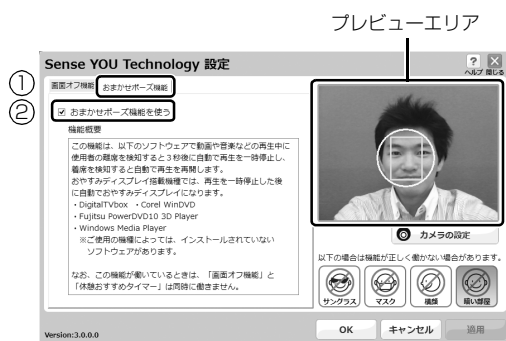 プレビューエリア
Sense YOU Technology 設定
?
ヘルプ 閉じる
① 画面オフ機能 おまかせポーズ機能
② おまかせポーズ機能を使う
機能概要
この機能は、以下のソフトウェアで動画や音楽などの再生中に
使用者の離席を検知すると3秒後に自動で再生を一時停止し、
着席を検知すると自動で再生を再開します。
おやすみディスプレイ搭載機種では、再生を一時停止した後
に自動でおやすみディスプレイになります。
・DigitalTVbox ・Corel WinDVD
・Fujitsu PowerDVD10 3D Player
・Windows Media Player
※ご使用の機種によっては、インストールされていない
ソフトウェアがあります。
なお、この機能が働いているときは、「画面オフ機能」と
「休憩おすすめタイマー」は同時に働きません。
カメラの設定
以下の場合は機能が正しく働かない場合があります。
サングラス マスク 横顔 暗い部屋
Version:3.0.0.0
OK キャンセル 適用